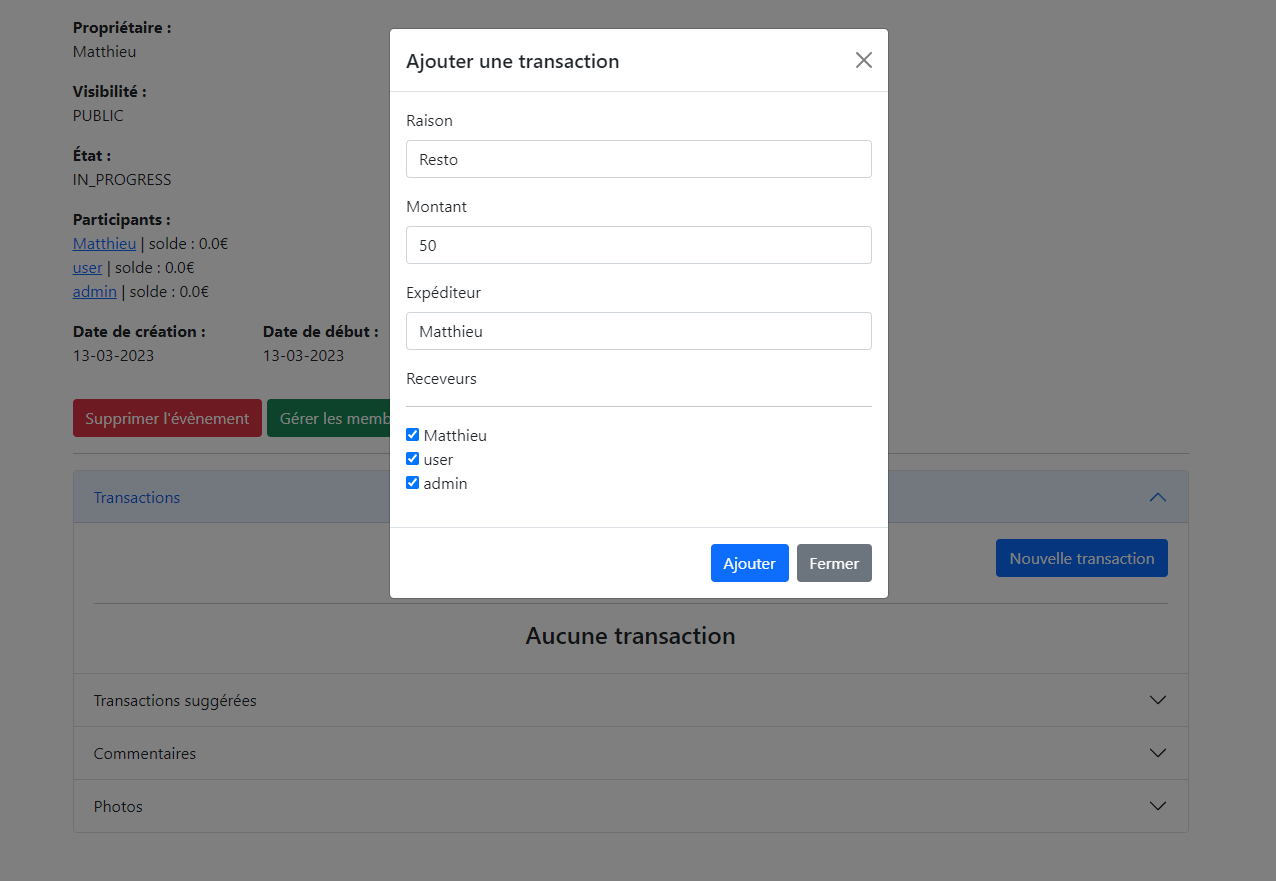 Propriétaire :
Matthieu
Visibilité :
PUBLIC
État :
IN_PROGRESS
Participants :
Matthieu | solde : 0.0€
user | solde : 0.0€
admin | solde : 0.0€
Date de création :
13-03-2023
Date de début :
13-03-2023
Supprimer l'évènement
Gérer les memb
Ajouter une transaction
Raison
Resto
Montant
50
Expéditeur
Matthieu
Receveurs
Matthieu
user
admin
Ajouter
Fermer
Transactions
Nouvelle transaction
Aucune transaction
Transactions suggérées
Commentaires
Photos